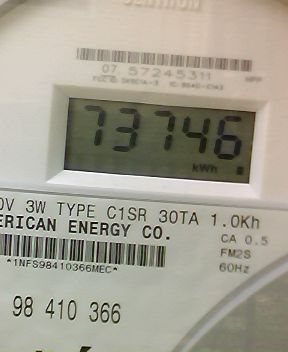 CENTRON
07 57245311
73746
kWh
0V 3W TYPE C1SR 30TA 1.0Kh
ERICAN ENERGY CO.
CA 0.5
FM2S
60Hz
*1NFS98410366MEC*
98 410 366